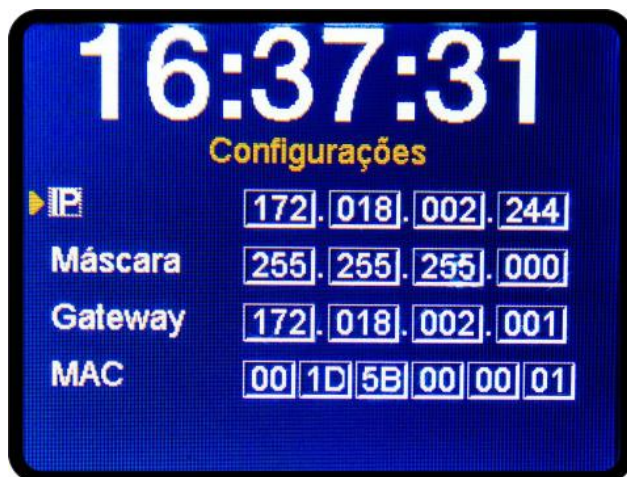 16:37:31
Configurações
IP 172.018.002.244
Máscara 255.255.255.000
Gateway 172.018.002.001
MAC 00 1D 5B 00 00 01